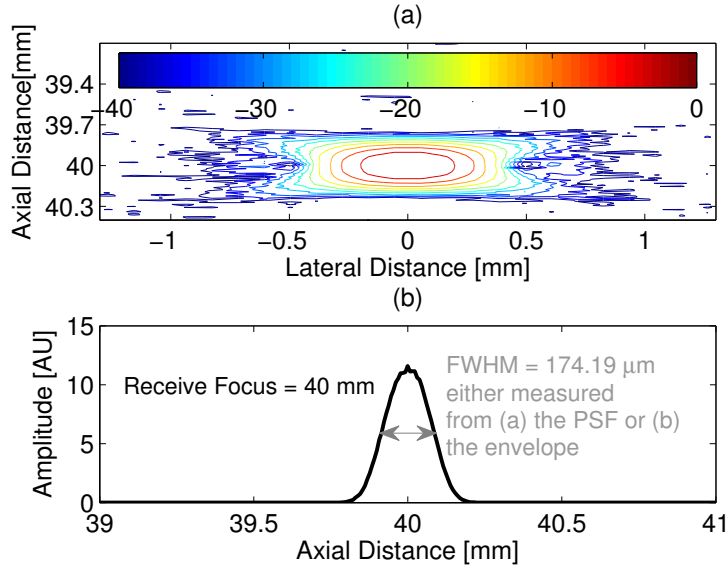 (a)
Axial Distance[mm]
39.4
39.7
40
40.3
−40 −30 −20 −10 0
−1 −0.5 0 0.5 1
Lateral Distance [mm]
(b)
Amplitude [AU]
15
10
5
0
Receive Focus = 40 mm
FWHM = 174.19 μm
either measured
from (a) the PSF or (b)
the envelope
39 39.5 40 40.5 41
Axial Distance [mm]